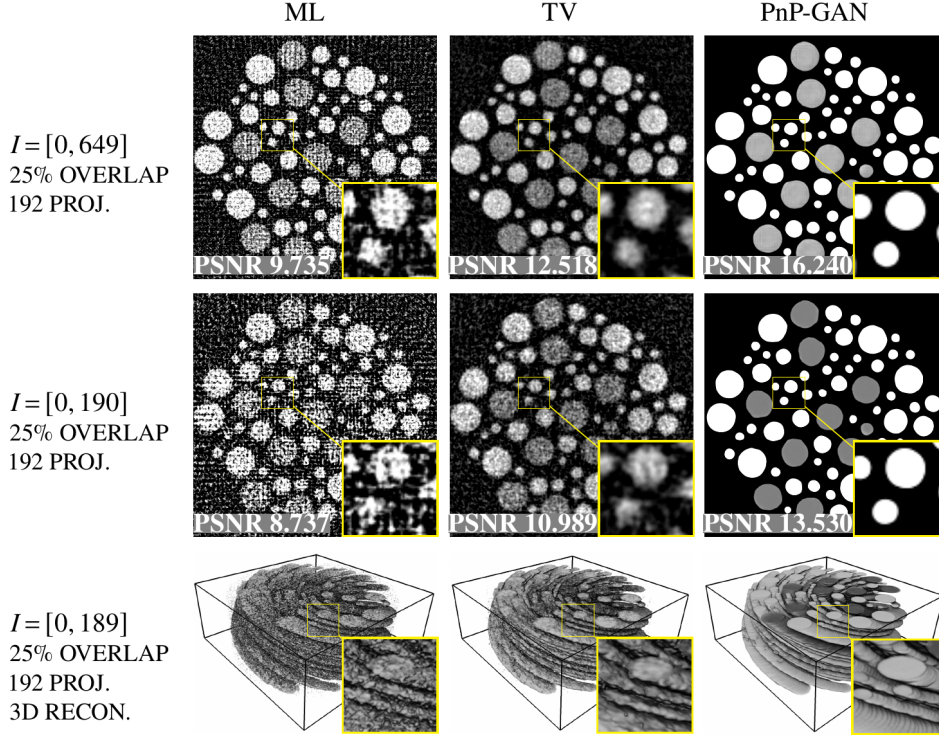 ML TV PnP-GAN
I = [0, 649]
25% OVERLAP
192 PROJ.
PSNR 9.735 PSNR 12.518 PSNR 16.240
I = [0, 190]
25% OVERLAP
192 PROJ.
PSNR 8.737 PSNR 10.989 PSNR 13.530
I = [0, 189]
25% OVERLAP
192 PROJ.
3D RECON.